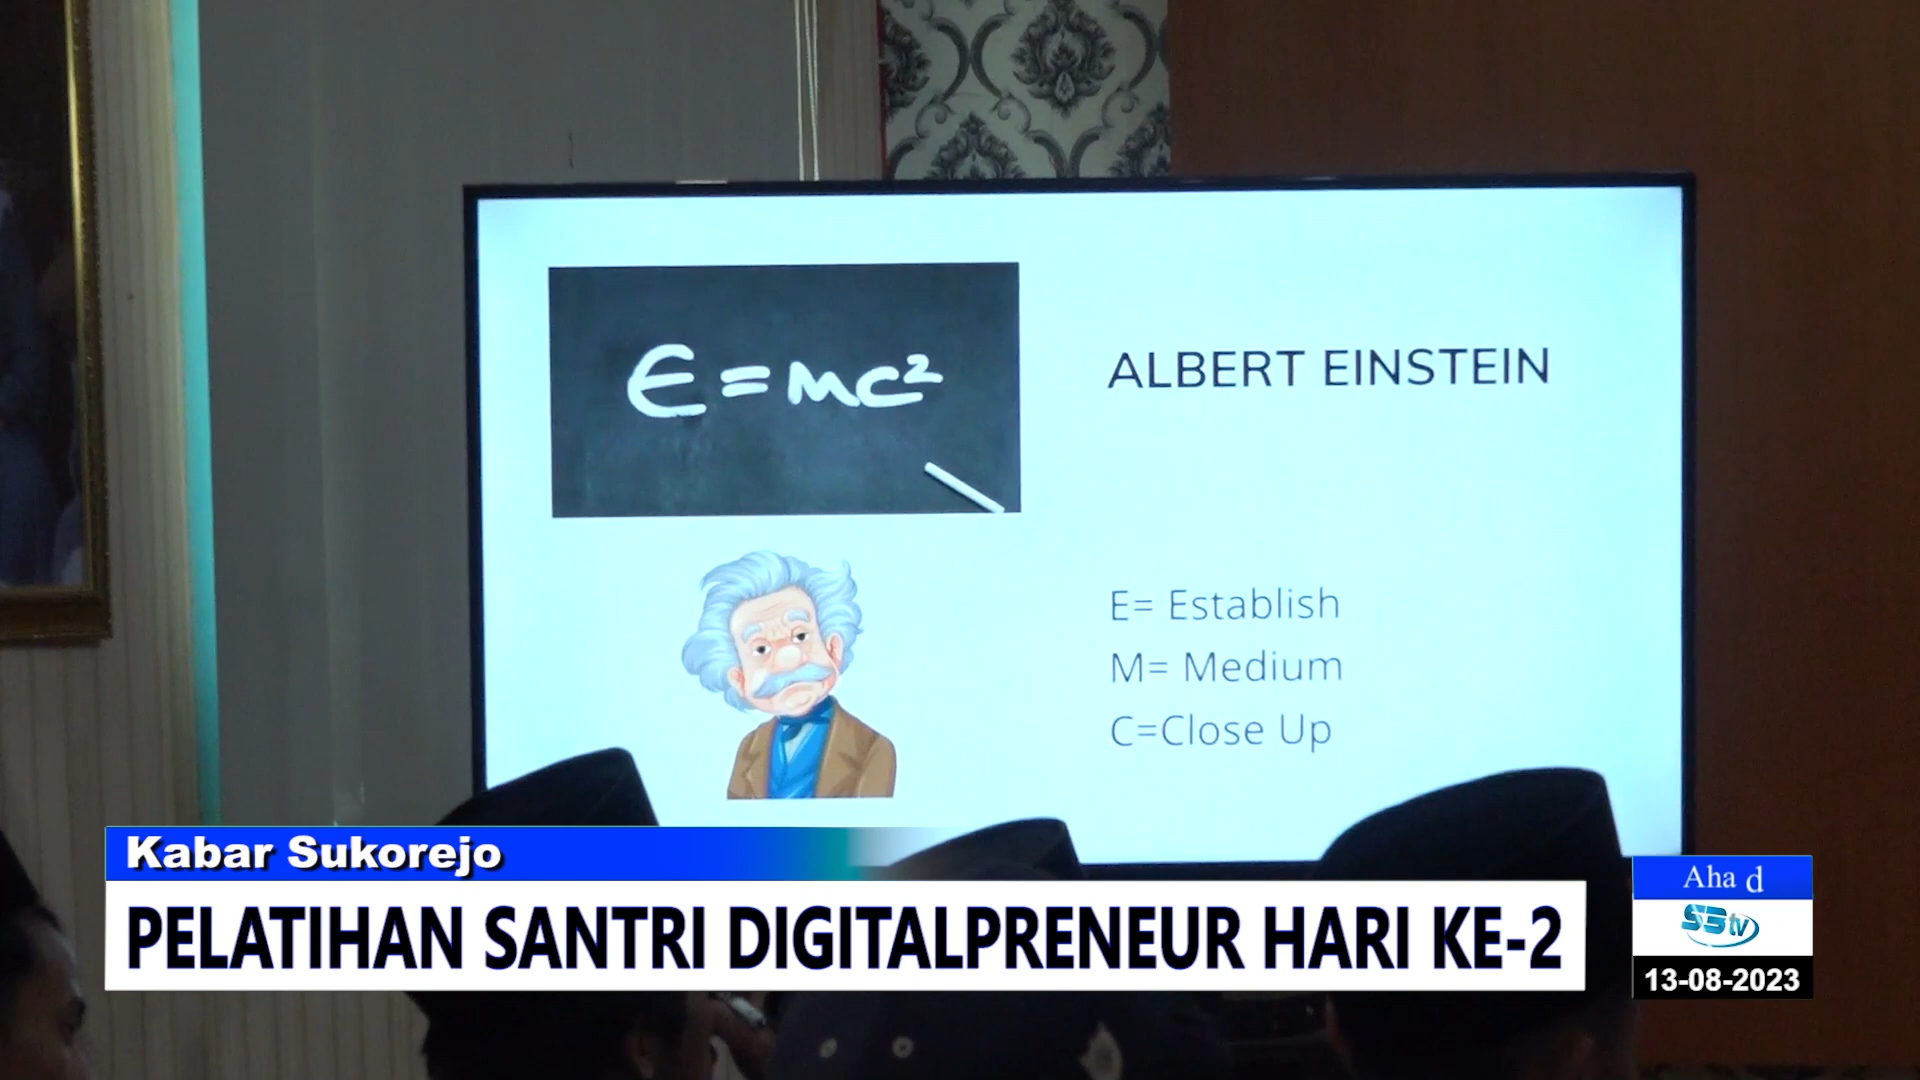 E=mc²
ALBERT EINSTEIN
E= Establish
M= Medium
C=Close Up
Kabar Sukorejo
PELATIHAN SANTRI DIGITALPRENEUR HARI KE-2
Aha d
S3tv
13-08-2023